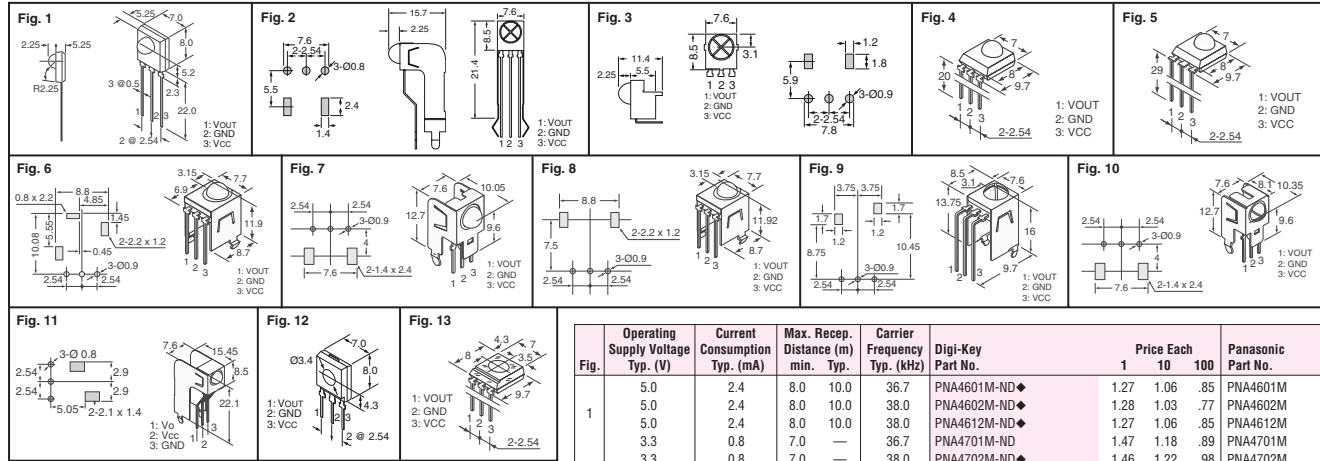 Fig. 1
5.25
7.0
2.25
5.25
8.0
R2.25
5.2
2.3
3 @0.5
22.0
1 2 3
2 @ 2.54
1: VOUT
2: GND
3: VCC
Fig. 2
15.7
2.25
7.6
7.6
2-2.54
3-Ø0.8
8.5
21.4
5.5
2.4
1.4
1 2 3
1: VOUT
2: GND
3: VCC
Fig. 3
7.6
8.5
3.1
11.4
5.5
2.25
1 2 3
1: VOUT
2: GND
3: VCC
1.2
1.8
5.9
3-Ø0.9
2-2.54
7.8
Fig. 4
7
8
9.7
20
1 2 3
2-2.54
1: VOUT
2: GND
3: VCC
Fig. 5
7
8
9.7
29
1 2 3
2-2.54
1: VOUT
2: GND
3: VCC
Fig. 6
8.8
4.85
0.8 x 2.2
1.45
5.55
10.08
2-2.2 x 1.2
0.45
3-Ø0.9
2.54
2.54
3.15
7.7
6.9
11.9
8.7
1 2 3
1: VOUT
2: GND
3: VCC
Fig. 7
2.54
2.54
3-Ø0.9
4
7.6
2-1.4 x 2.4
7.6
10.05
12.7
9.6
1 2 3
1: VOUT
2: GND
3: VCC
Fig. 8
8.8
7.5
2-2.2 x 1.2
3-Ø0.9
2.54
2.54
3.15
7.7
11.92
8.7
1 2 3
1: VOUT
2: GND
3: VCC
Fig. 9
3.75
3.75
1.7
1.7
1.2
1.2
8.75
10.45
3-Ø0.9
2.54
2.54
8.5
3.1
7.6
13.75
16
9.7
1 2 3
1: VOUT
2: GND
3: VCC
Fig. 10
2.54
2.54
3-Ø0.9
4
7.6
2-1.4 x 2.4
7.6
8.1
10.35
12.7
9.6
1 2 3
1: VOUT
2: GND
3: VCC
Fig. 11
3-Ø 0.8
2.54
2.54
2.9
2.9
5.05
2-2.1 x 1.4
7.6
15.45
8.5
22.1
1 2 3
1: Vo
2: Vcc
3: GND
Fig. 12
7.0
Ø3.4
8.0
4.3
1 2 3
2 @ 2.54
1: VOUT
2: GND
3: VCC
Fig. 13
4.3
7
8
3.5
9.7
1 2 3
2-2.54
1: VOUT
2: GND
3: VCC
Operating Current Max. Recep. Carrier
Supply Voltage Consumption Distance (m) Frequency Digi-Key Price Each Panasonic
Fig. Typ. (V) Typ. (mA) min. Typ. Typ. (kHz) Part No. 1 10 100 Part No.
5.0 2.4 8.0 10.0 36.7 PNA4601M-ND◆ 1.27 1.06 .85 PNA4601M
5.0 2.4 8.0 10.0 38.0 PNA4602M-ND◆ 1.28 1.03 .77 PNA4602M
1 5.0 2.4 8.0 10.0 38.0 PNA4612M-ND◆ 1.27 1.06 .85 PNA4612M
3.3 0.8 7.0 — 36.7 PNA4701M-ND 1.47 1.18 .89 PNA4701M
3.3 0.8 7.0 — 38.0 PNA4702M-ND◆ 1.46 1.22 .98 PNA4702M